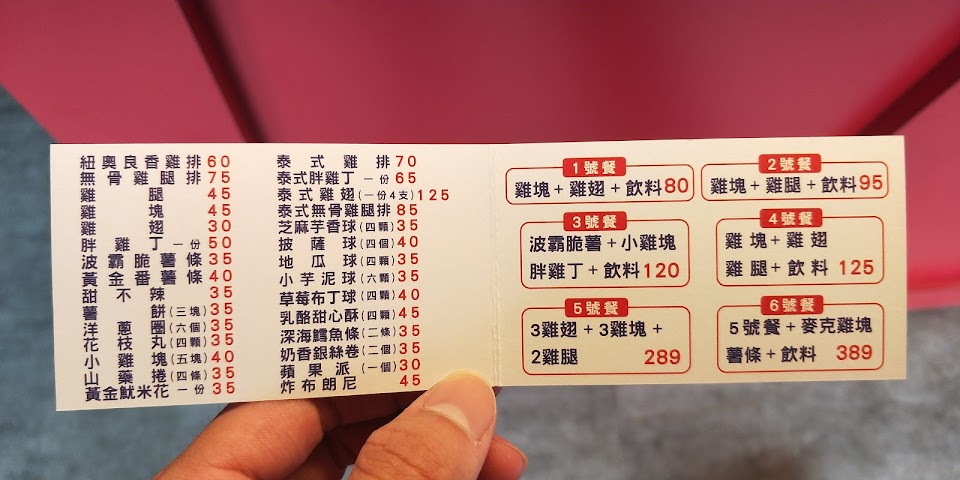 紐奧良香雞排 60
無骨雞腿排 75
雞腿 45
雞塊 45
雞翅 30
胖雞丁一份 50
波霸脆薯條 35
黃金番薯條 40
甜不辣 35
薯餅(三塊) 35
洋蔥圈(六個) 35
花枝丸(四顆) 35
小雞塊(五塊) 40
山藥捲(四條) 35
黃金魷米花一份 35
泰式雞排 70
泰式胖雞丁一份 65
泰式雞翅(一份4支) 125
泰式無骨雞腿排 85
芝麻芋香球(四顆) 35
披薩球(四個) 40
地瓜球(四顆) 35
小芋泥球(六顆) 35
草莓布丁球(四顆) 40
乳酪甜心酥(四顆) 45
深海鱈魚條(二條) 35
奶香銀絲卷(二個) 35
蘋果派(一個) 30
炸布朗尼 45
1號餐
雞塊+雞翅+飲料 80
2號餐
雞塊+雞腿+飲料 95
3號餐
波霸脆薯+小雞塊
胖雞丁+飲料 120
4號餐
雞塊+雞翅
雞腿+飲料 125
5號餐
3雞翅+3雞塊+
2雞腿 289
6號餐
5號餐+麥克雞塊
薯條+飲料 389